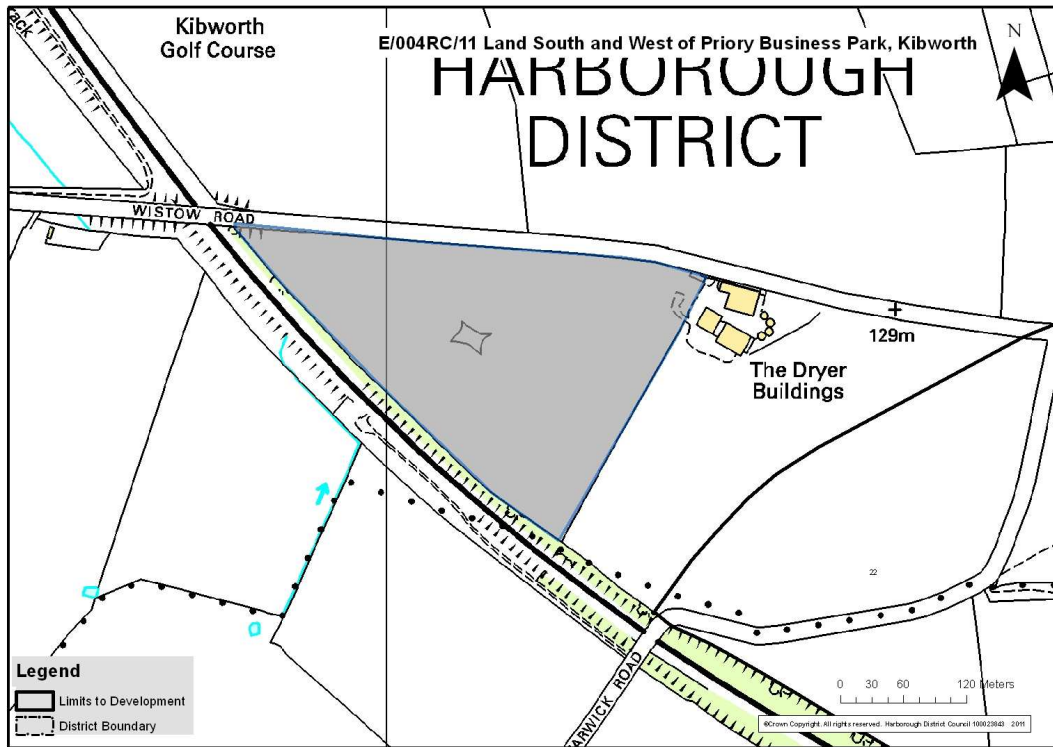 Kibworth
Golf Course
E/004RC/11 Land South and West of Priory Business Park, Kibworth
HARBOROUGH
DISTRICT
N
WISTOW ROAD
129m
The Dryer
Buildings
22
Legend
Limits to Development
District Boundary
0 30 60 120 Meters
©Crown Copyright. All rights reserved. Harborough District Council 100023843 2011